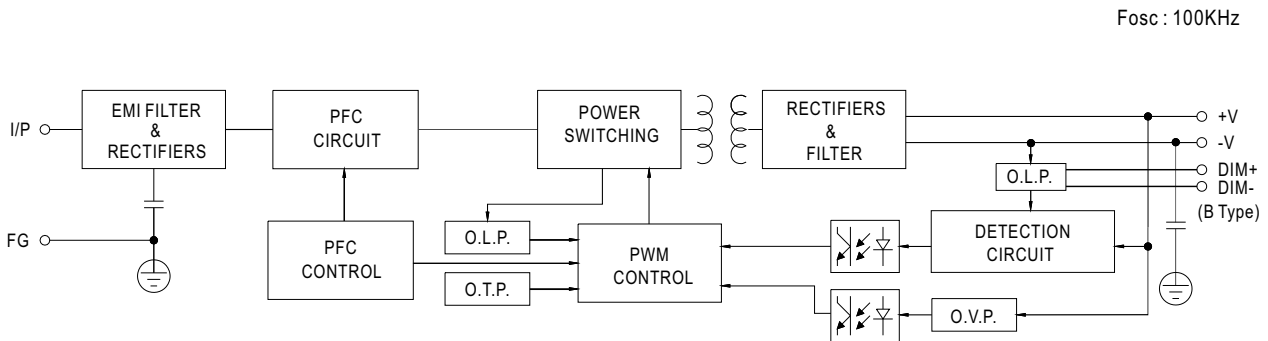 Fosc : 100KHz
I/P
EMI FILTER
&
RECTIFIERS
PFC
CIRCUIT
POWER
SWITCHING
RECTIFIERS
&
FILTER
+V
-V
DIM+
DIM-
(B Type)
O.L.P.
FG
PFC
CONTROL
O.L.P.
O.T.P.
PWM
CONTROL
DETECTION
CIRCUIT
O.V.P.